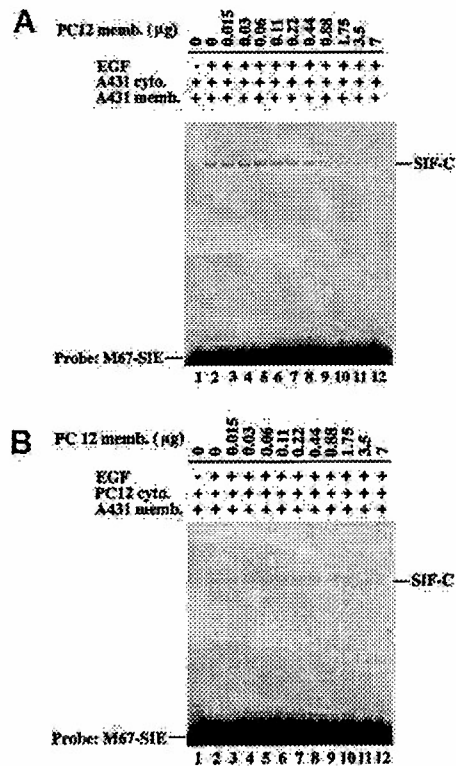 A
PC12 memb. (µg) 0 0 0.015 0.03 0.06 0.11 0.22 0.44 0.88 1.75 3.5 7
EGF - + + + + + + + + + + +
A431 cyto. + + + + + + + + + + + +
A431 memb. + + + + + + + + + + + +
SIF-C
Probe: M67-SIE
1 2 3 4 5 6 7 8 9 10 11 12
B
PC 12 memb. (µg) 0 0 0.015 0.03 0.06 0.11 0.22 0.44 0.88 1.75 3.5 7
EGF - + + + + + + + + + + +
PC12 cyto. + + + + + + + + + + + +
A431 memb. + + + + + + + + + + + +
SIF-C
Probe: M67-SIE
1 2 3 4 5 6 7 8 9 10 11 12